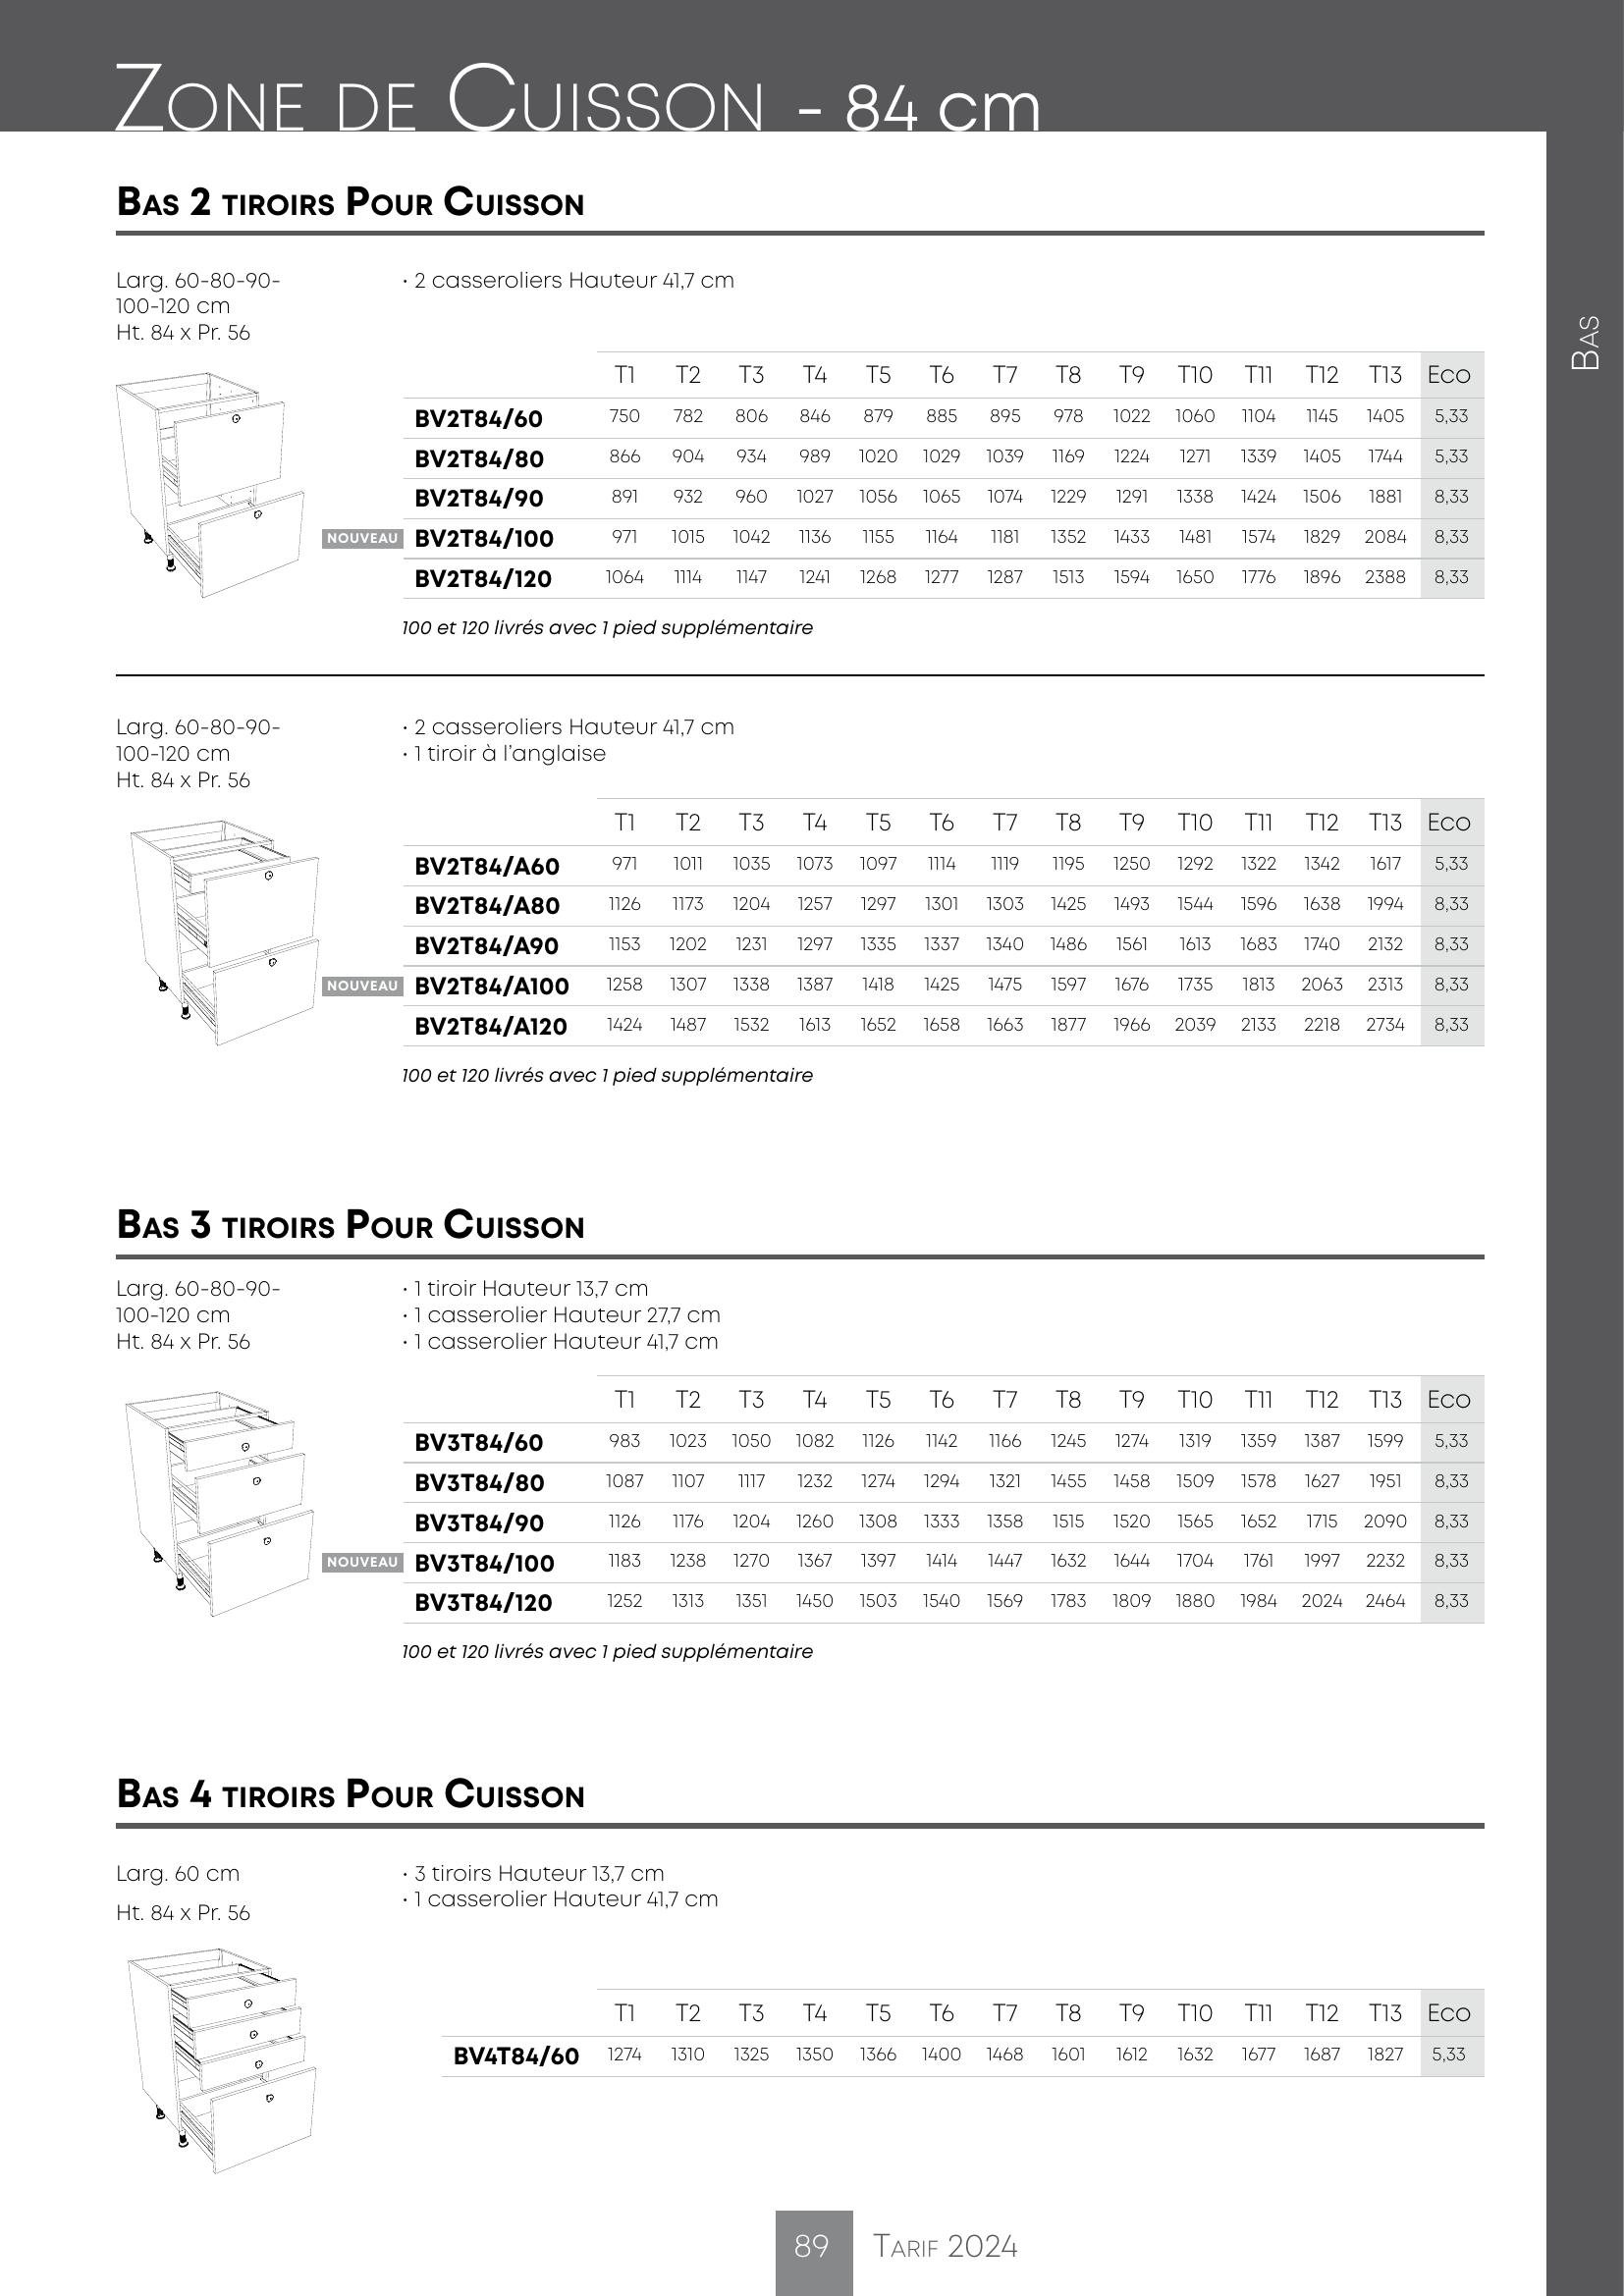 Zone de Cuisson - 84 cm
Bas
Bas 2 tiroirs Pour Cuisson
Larg. 60-80-90-
100-120 cm
Ht. 84 x Pr. 56
· 2 casseroliers Hauteur 41,7 cm
T1 T2 T3 T4 T5 T6 T7 T8 T9 T10 T11 T12 T13 Eco
BV2T84/60 750 782 806 846 879 885 895 978 1022 1060 1104 1145 1405 5,33
BV2T84/80 866 904 934 989 1020 1029 1039 1169 1224 1271 1339 1405 1744 5,33
BV2T84/90 891 932 960 1027 1056 1065 1074 1229 1291 1338 1424 1506 1881 8,33
NOUVEAU BV2T84/100 971 1015 1042 1136 1155 1164 1181 1352 1433 1481 1574 1829 2084 8,33
BV2T84/120 1064 1114 1147 1241 1268 1277 1287 1513 1594 1650 1776 1896 2388 8,33
100 et 120 livrés avec 1 pied supplémentaire
Larg. 60-80-90-
100-120 cm
Ht. 84 x Pr. 56
· 2 casseroliers Hauteur 41,7 cm
· 1 tiroir à l'anglaise
T1 T2 T3 T4 T5 T6 T7 T8 T9 T10 T11 T12 T13 Eco
BV2T84/A60 971 1011 1035 1073 1097 1114 1119 1195 1250 1292 1322 1342 1617 5,33
BV2T84/A80 1126 1173 1204 1257 1297 1301 1303 1425 1493 1544 1596 1638 1994 8,33
BV2T84/A90 1153 1202 1231 1297 1335 1337 1340 1486 1561 1613 1683 1740 2132 8,33
NOUVEAU BV2T84/A100 1258 1307 1338 1387 1418 1425 1475 1597 1676 1735 1813 2063 2313 8,33
BV2T84/A120 1424 1487 1532 1613 1652 1658 1663 1877 1966 2039 2133 2218 2734 8,33
100 et 120 livrés avec 1 pied supplémentaire
Bas 3 tiroirs Pour Cuisson
Larg. 60-80-90-
100-120 cm
Ht. 84 x Pr. 56
· 1 tiroir Hauteur 13,7 cm
· 1 casserolier Hauteur 27,7 cm
· 1 casserolier Hauteur 41,7 cm
T1 T2 T3 T4 T5 T6 T7 T8 T9 T10 T11 T12 T13 Eco
BV3T84/60 983 1023 1050 1082 1126 1142 1166 1245 1274 1319 1359 1387 1599 5,33
BV3T84/80 1087 1107 1117 1232 1274 1294 1321 1455 1458 1509 1578 1627 1951 8,33
BV3T84/90 1126 1176 1204 1260 1308 1333 1358 1515 1520 1565 1652 1715 2090 8,33
NOUVEAU BV3T84/100 1183 1238 1270 1367 1397 1414 1447 1632 1644 1704 1761 1997 2232 8,33
BV3T84/120 1252 1313 1351 1450 1503 1540 1569 1783 1809 1880 1984 2024 2464 8,33
100 et 120 livrés avec 1 pied supplémentaire
Bas 4 tiroirs Pour Cuisson
Larg. 60 cm
Ht. 84 x Pr. 56
· 3 tiroirs Hauteur 13,7 cm
· 1 casserolier Hauteur 41,7 cm
T1 T2 T3 T4 T5 T6 T7 T8 T9 T10 T11 T12 T13 Eco
BV4T84/60 1274 1310 1325 1350 1366 1400 1468 1601 1612 1632 1677 1687 1827 5,33
89 Tarif 2024